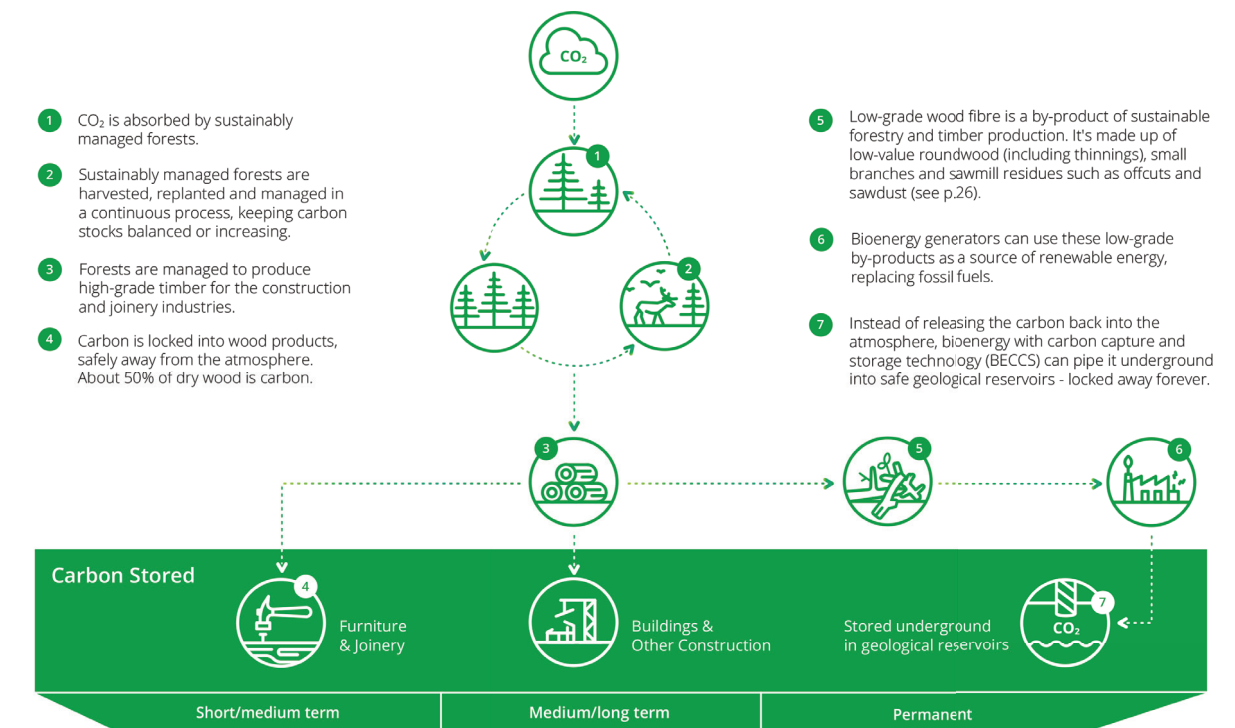 CO₂
1
CO₂ is absorbed by sustainably
managed forests.
2
Sustainably managed forests are
harvested, replanted and managed in
a continuous process, keeping carbon
stocks balanced or increasing.
3
Forests are managed to produce
high-grade timber for the construction
and joinery industries.
4
Carbon is locked into wood products,
safely away from the atmosphere.
About 50% of dry wood is carbon.
1
2
5
Low-grade wood fibre is a by-product of sustainable
forestry and timber production. It's made up of
low-value roundwood (including thinnings), small
branches and sawmill residues such as offcuts and
sawdust (see p.26).
6
Bioenergy generators can use these low-grade
by-products as a source of renewable energy,
replacing fossil fuels.
7
Instead of releasing the carbon back into the
atmosphere, bioenergy with carbon capture and
storage technology (BECCS) can pipe it underground
into safe geological reservoirs - locked away forever.
3
5
6
Carbon Stored
4
Furniture
& Joinery
Buildings &
Other Construction
Stored underground
in geological reservoirs
7
CO₂
Short/medium term
Medium/long term
Permanent